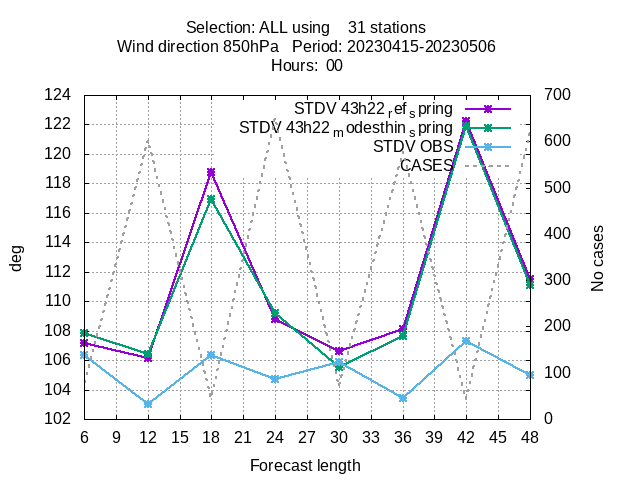 Selection: ALL using 31 stations
Wind direction 850hPa Period: 20230415-20230506
Hours: 00
124 700
STDV 43h22_ref_spring
122
STDV 43h22_modesthin_spring
600
120
STDV OBS
CASES
118 500
116
400
114
deg
No cases
112
300
110
108 200
106
100
104
102 0
6 9 12 15 18 21 24 27 30 33 36 39 42 45 48
Forecast length